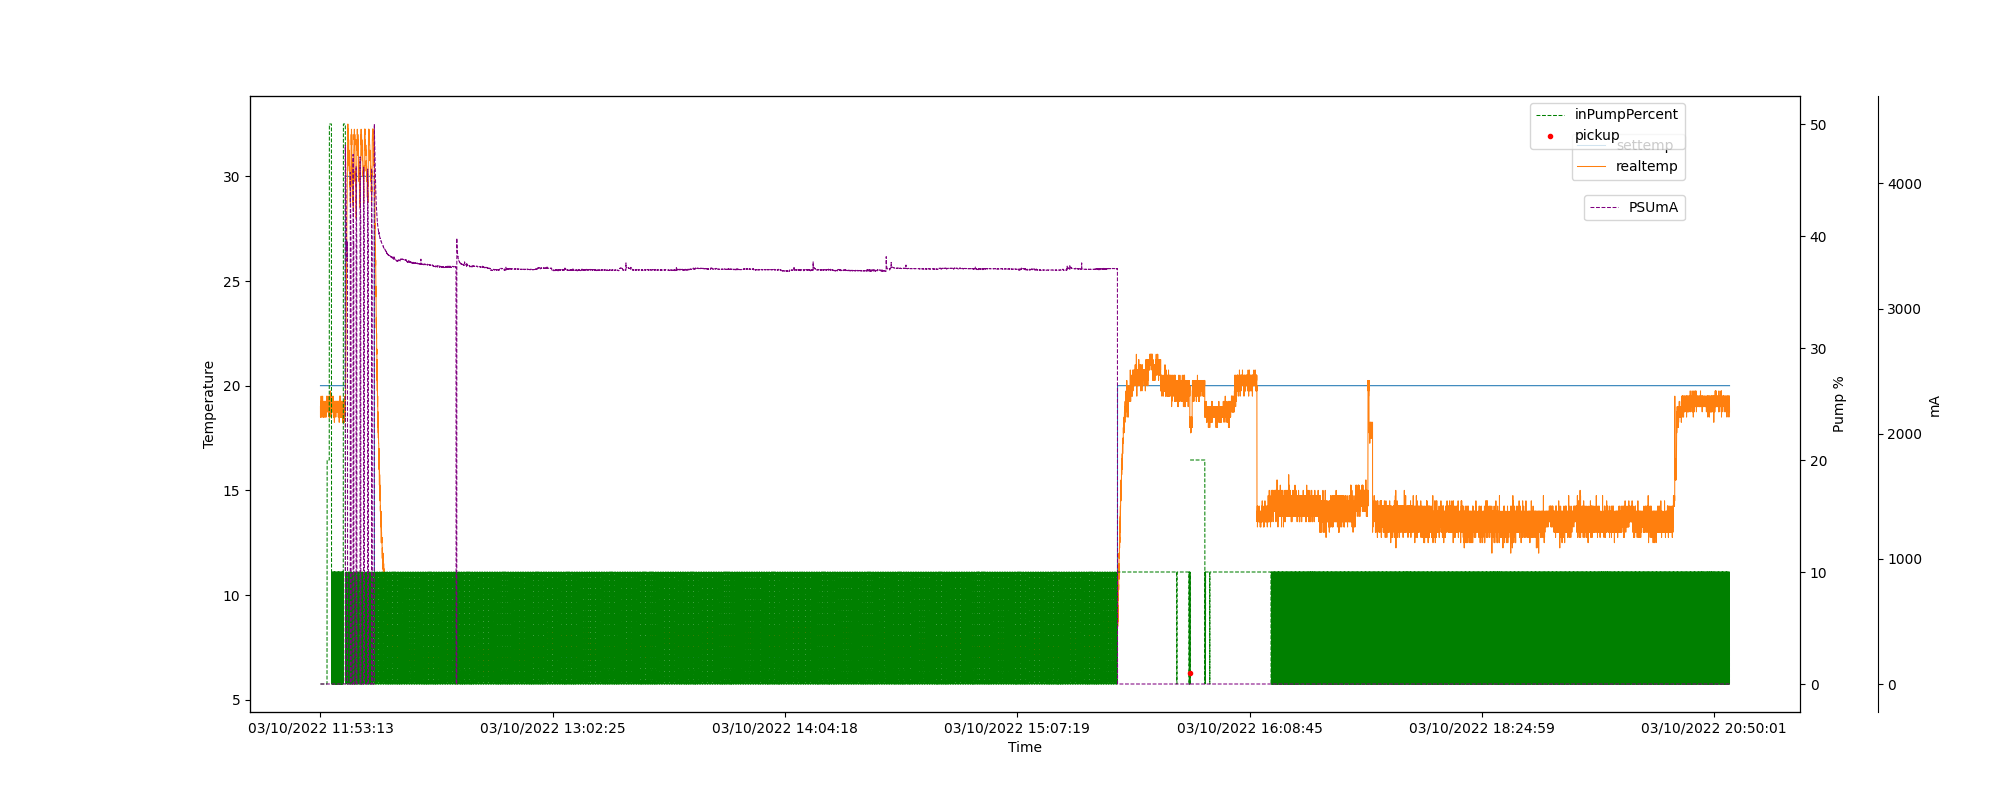 inPumpPercent
pickup
settemp
realtemp
PSUmA
30
25
20
15
10
5
Temperature
50
40
30
20
10
0
Pump %
4000
3000
2000
1000
0
mA
03/10/2022 11:53:13
03/10/2022 13:02:25
03/10/2022 14:04:18
03/10/2022 15:07:19
03/10/2022 16:08:45
03/10/2022 18:24:59
03/10/2022 20:50:01
Time